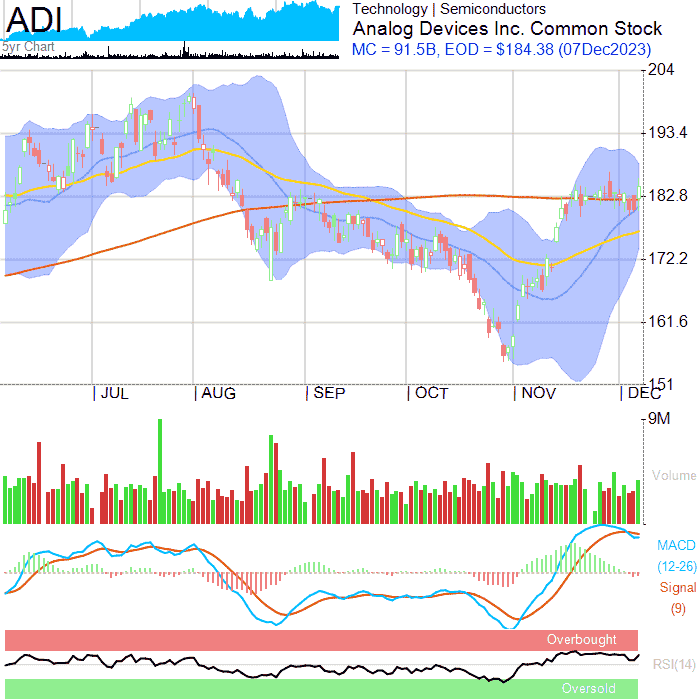 ADI
5yr Chart
Technology | Semiconductors
Analog Devices Inc. Common Stock
MC = 91.5B, EOD = $184.38 (07Dec2023)
204
193.4
182.8
172.2
161.6
151
JUL
AUG
SEP
OCT
NOV
DEC
9M
Volume
MACD
(12-26)
Signal
(9)
Overbought
RSI(14)
Oversold